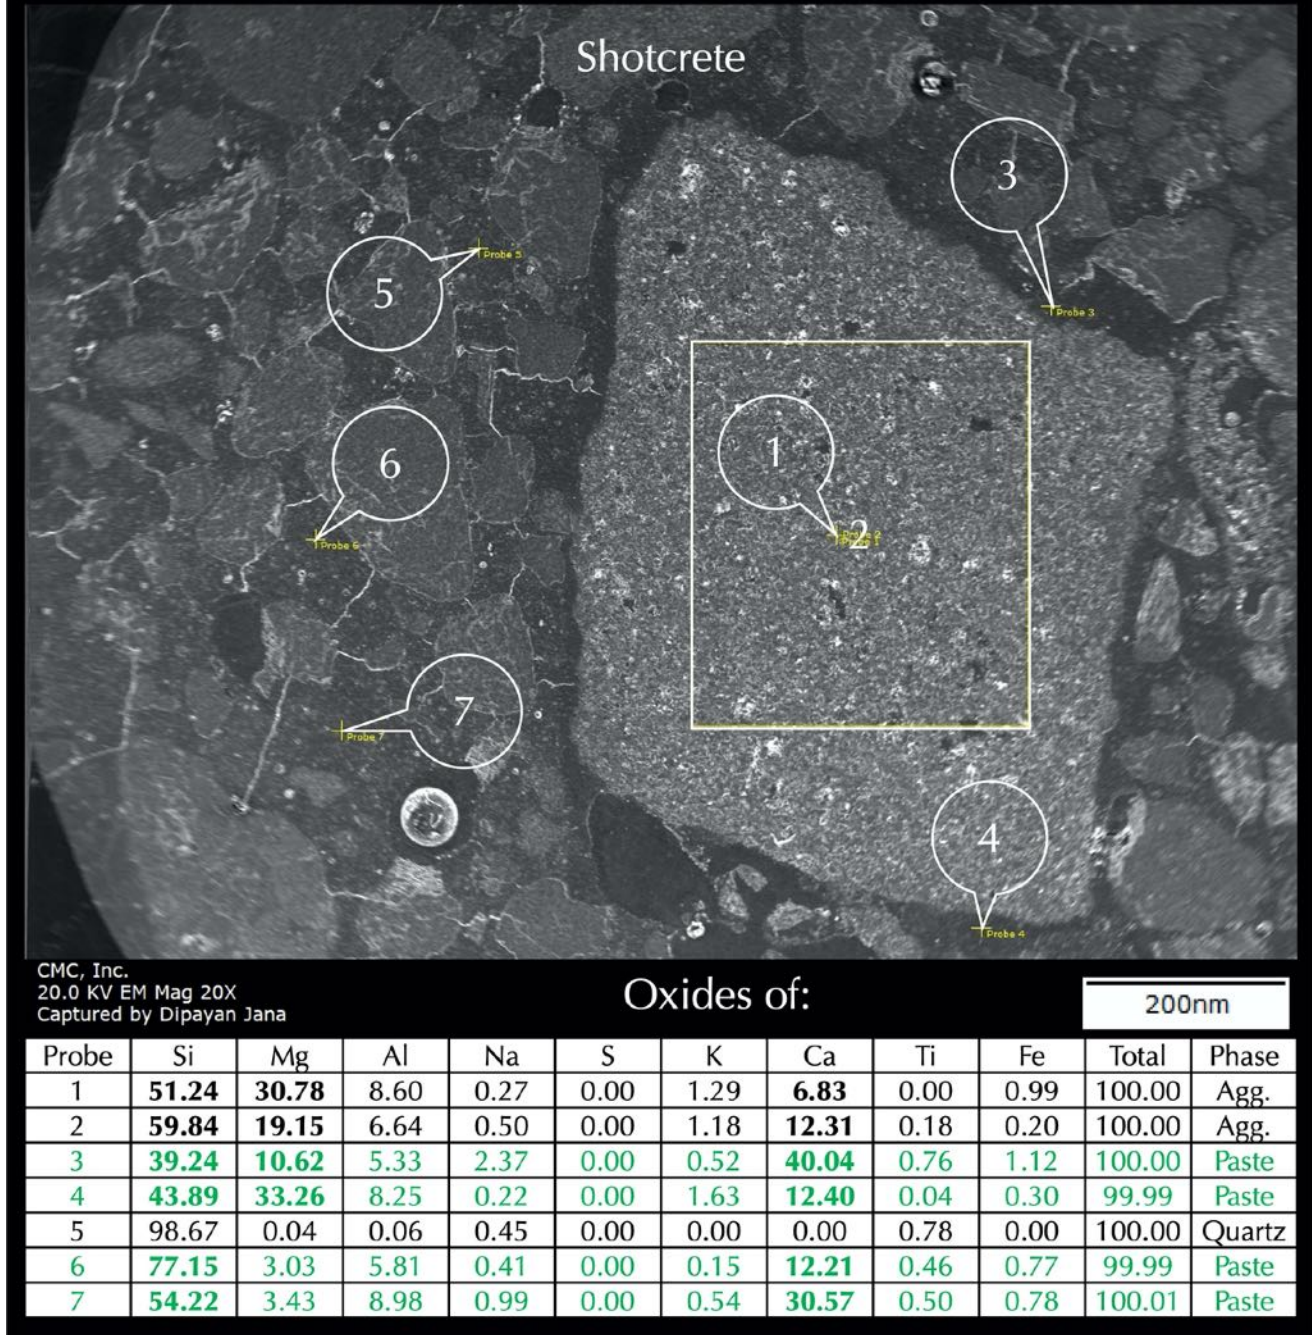 Shotcrete
3
5
Probe 5
Probe 3
1
6
2
Probe 2
Probe 1
Probe 6
7
Probe 7
4
Probe 4
CMC, Inc.
20.0 KV EM Mag 20X
Captured by Dipayan Jana
Oxides of:
200nm
Probe Si Mg Al Na S K Ca Ti Fe Total Phase
1 51.24 30.78 8.60 0.27 0.00 1.29 6.83 0.00 0.99 100.00 Agg.
2 59.84 19.15 6.64 0.50 0.00 1.18 12.31 0.18 0.20 100.00 Agg.
3 39.24 10.62 5.33 2.37 0.00 0.52 40.04 0.76 1.12 100.00 Paste
4 43.89 33.26 8.25 0.22 0.00 1.63 12.40 0.04 0.30 99.99 Paste
5 98.67 0.04 0.06 0.45 0.00 0.00 0.00 0.78 0.00 100.00 Quartz
6 77.15 3.03 5.81 0.41 0.00 0.15 12.21 0.46 0.77 99.99 Paste
7 54.22 3.43 8.98 0.99 0.00 0.54 30.57 0.50 0.78 100.01 Paste